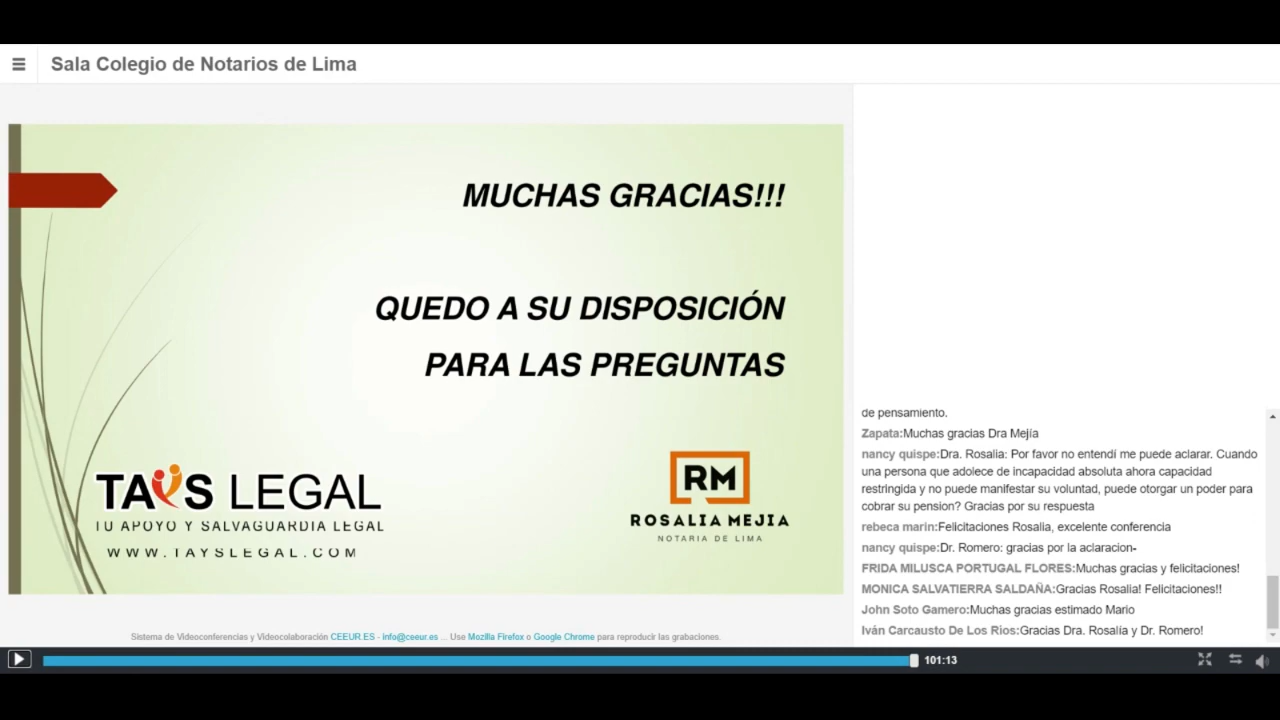 Sala Colegio de Notarios de Lima
MUCHAS GRACIAS!!!
QUEDO A SU DISPOSICIÓN
PARA LAS PREGUNTAS
TAYS LEGAL
TU APOYO Y SALVAGUARDIA LEGAL
WWW.TAYSLEGAL.COM
RM
ROSALIA MEJIA
NOTARIA DE LIMA
Sistema de Videoconferencias y Videocolaboración CEEUR.ES - info@ceeur.es ... Use Mozilla Firefox o Google Chrome para reproducir las grabaciones.
de pensamiento.
Zapata:Muchas gracias Dra Mejía
nancy quispe:Dra. Rosalia: Por favor no entendí me puede aclarar. Cuando
una persona que adolece de incapacidad absoluta ahora capacidad
restringida y no puede manifestar su voluntad, puede otorgar un poder para
cobrar su pension? Gracias por su respuesta
rebeca marin:Felicitaciones Rosalia, excelente conferencia
nancy quispe:Dr. Romero: gracias por la aclaracion-
FRIDA MILUSCA PORTUGAL FLORES:Muchas gracias y felicitaciones!
MONICA SALVATIERRA SALDAÑA:Gracias Rosalia! Felicitaciones!!
John Soto Gamero:Muchas gracias estimado Mario
Iván Carcausto De Los Rios:Gracias Dra. Rosalía y Dr. Romero!
101:13